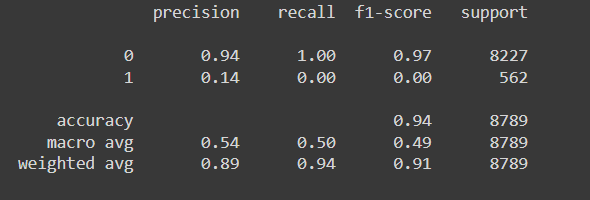 precision recall f1-score support
0 0.94 1.00 0.97 8227
1 0.14 0.00 0.00 562
accuracy 0.94 8789
macro avg 0.54 0.50 0.49 8789
weighted avg 0.89 0.94 0.91 8789